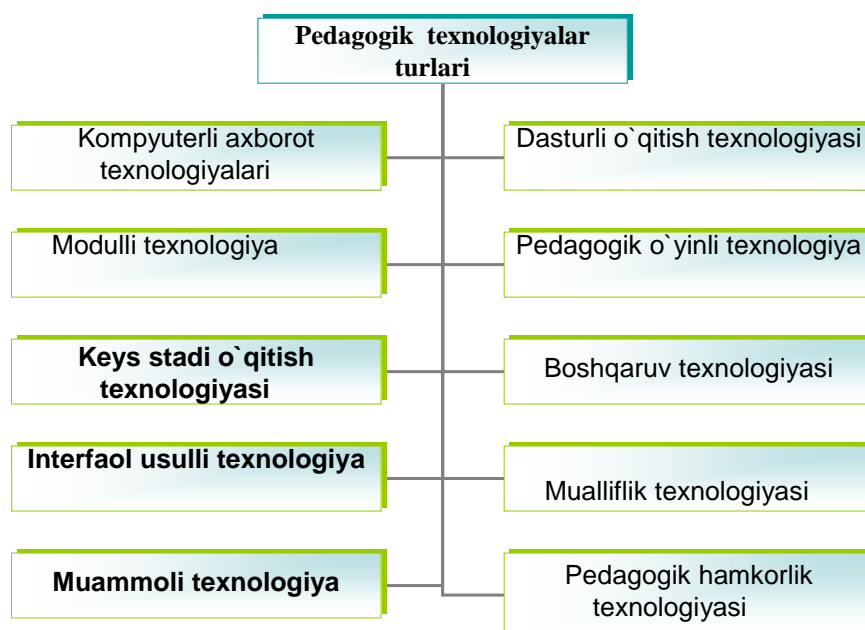 Pedagogik texnologiyalar
turlari
Kompyuterli axborot
texnologiyalari
Dasturli o`qitish texnologiyasi
Modulli texnologiya
Pedagogik o`yinli texnologiya
Keys stadi o`qitish
texnologiyasi
Boshqaruv texnologiyasi
Interfaol usulli texnologiya
Mualliflik texnologiyasi
Muammoli texnologiya
Pedagogik hamkorlik
texnologiyasi